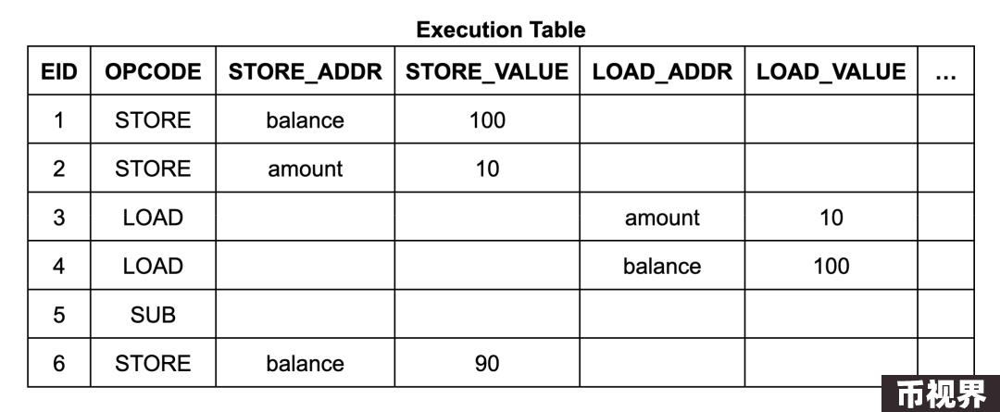 Execution Table
EID OPCODE STORE_ADDR STORE_VALUE LOAD_ADDR LOAD_VALUE ...
1 STORE balance 100
2 STORE amount 10
3 LOAD amount 10
4 LOAD balance 100
5 SUB
6 STORE balance 90
币视界